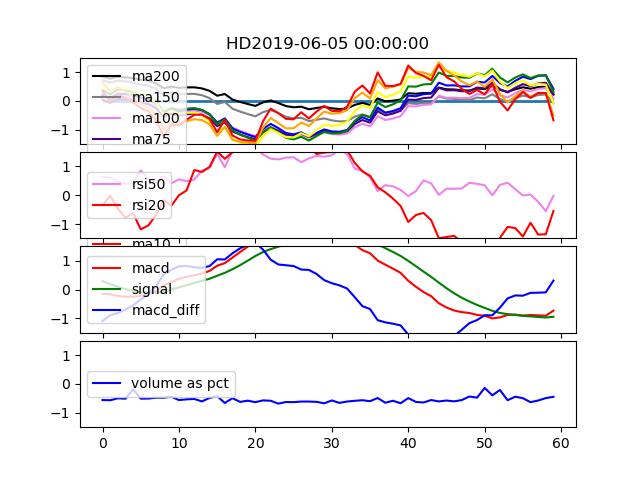 HD2019-06-05 00:00:00
1
0
−1
ma200
ma150
ma100
ma75
1
0
−1
rsi50
rsi20
ma10
1
0
−1
macd
signal
macd_diff
1
0
−1
volume as pct
0 10 20 30 40 50 60